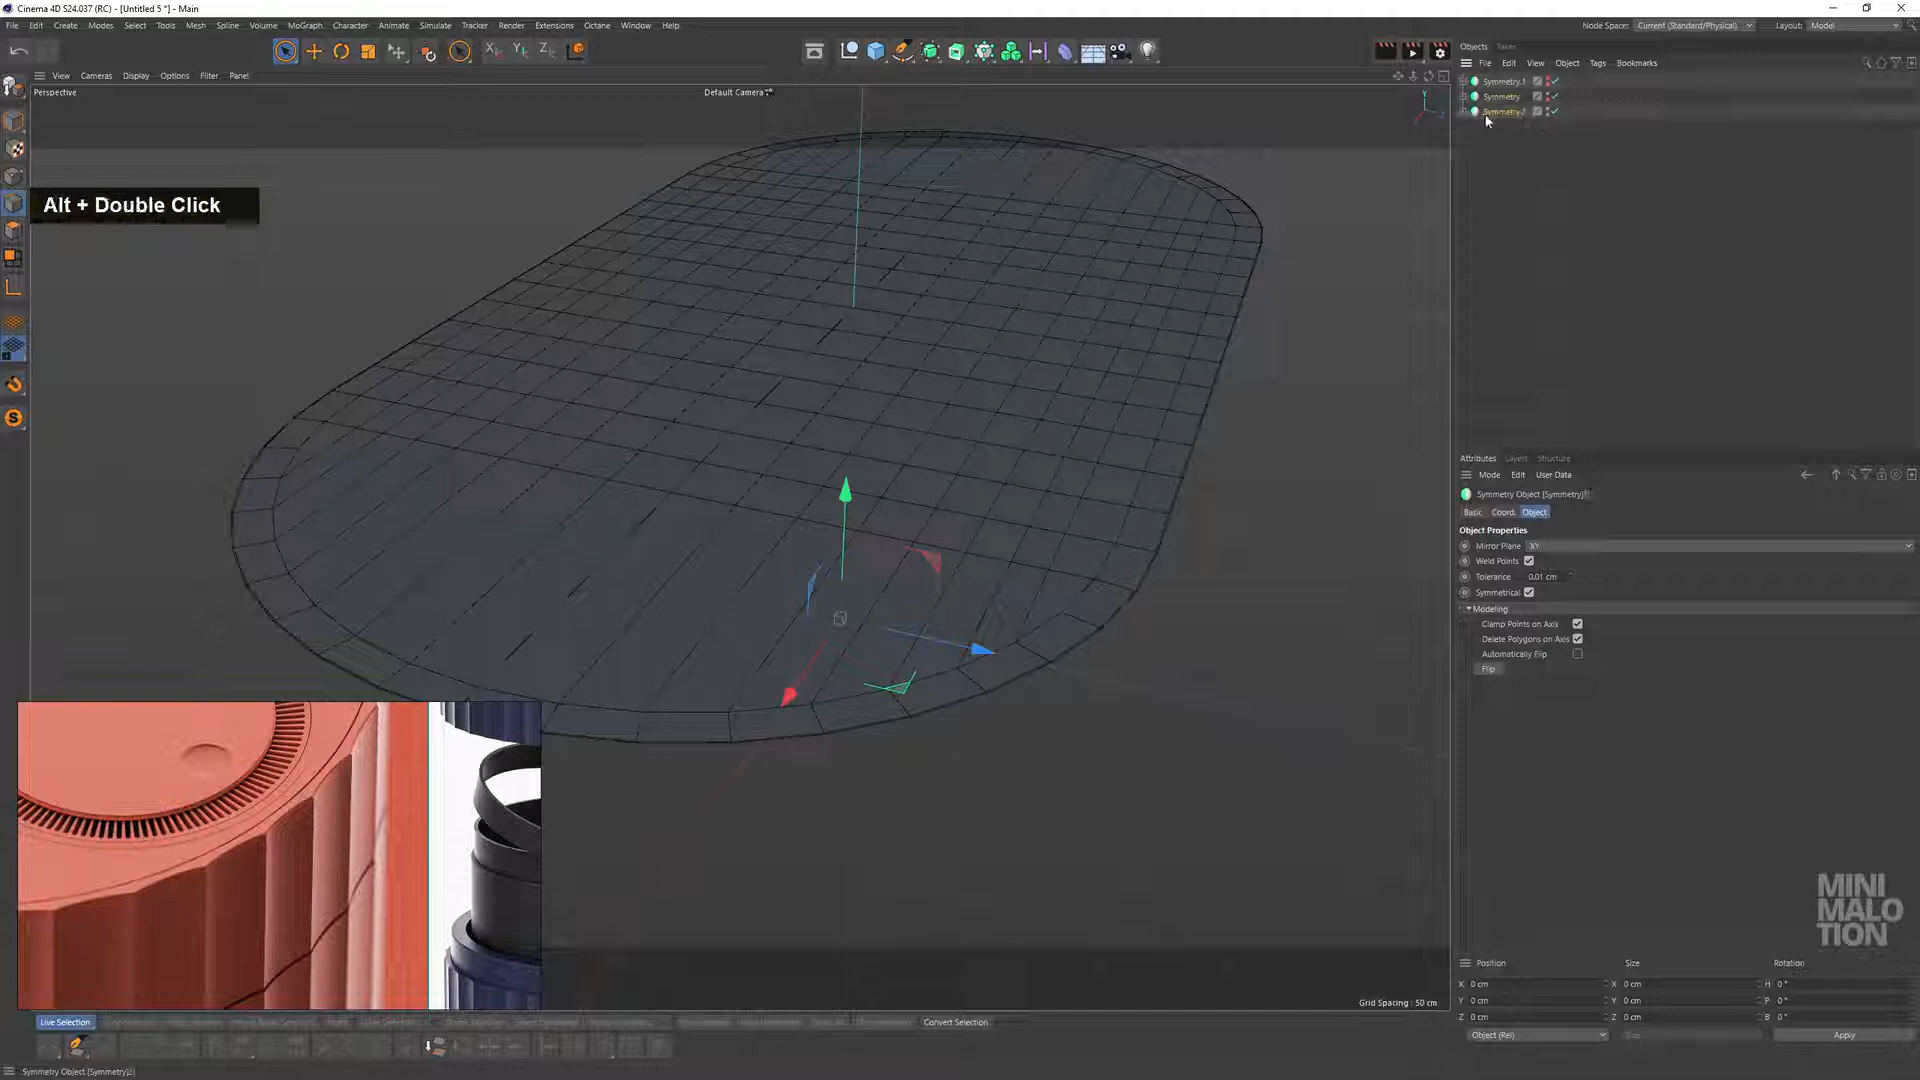 Cinema 4D S24.037 (RC) - [Untitled 5 *] - Main
File Edit Create Modes Select Tools Mesh Spline Volume MoGraph Character Animate Simulate Tracker Render Extensions Octane Window Help
Node Space: Current (Standard/Physical) Layout: Model
X Y Z
Objects Takes
File Edit View Object Tags Bookmarks
View Cameras Display Options Filter Panel
Perspective
Default Camera
Symmetry.1
Symmetry
Symmetry
Y
Z
Alt + Double Click
Attributes Layers Structure
Mode Edit User Data
Symmetry Object [Symmetry]
Basic Coord. Object
Object Properties
Mirror Plane XY
Weld Points
Tolerance 0.01 cm
Symmetrical
Modeling
Clamp Points on Axis
Delete Polygons on Axis
Automatically Flip
Flip
MINI
MALO
TION
Position Size Rotation
X 0 cm X 0 cm H 0 °
Y 0 cm Y 0 cm P 0 °
Z 0 cm Z 0 cm B 0 °
Object (Rel) Size Apply
Grid Spacing : 50 cm
Live Selection Convert Selection
Symmetry Object [Symmetry]